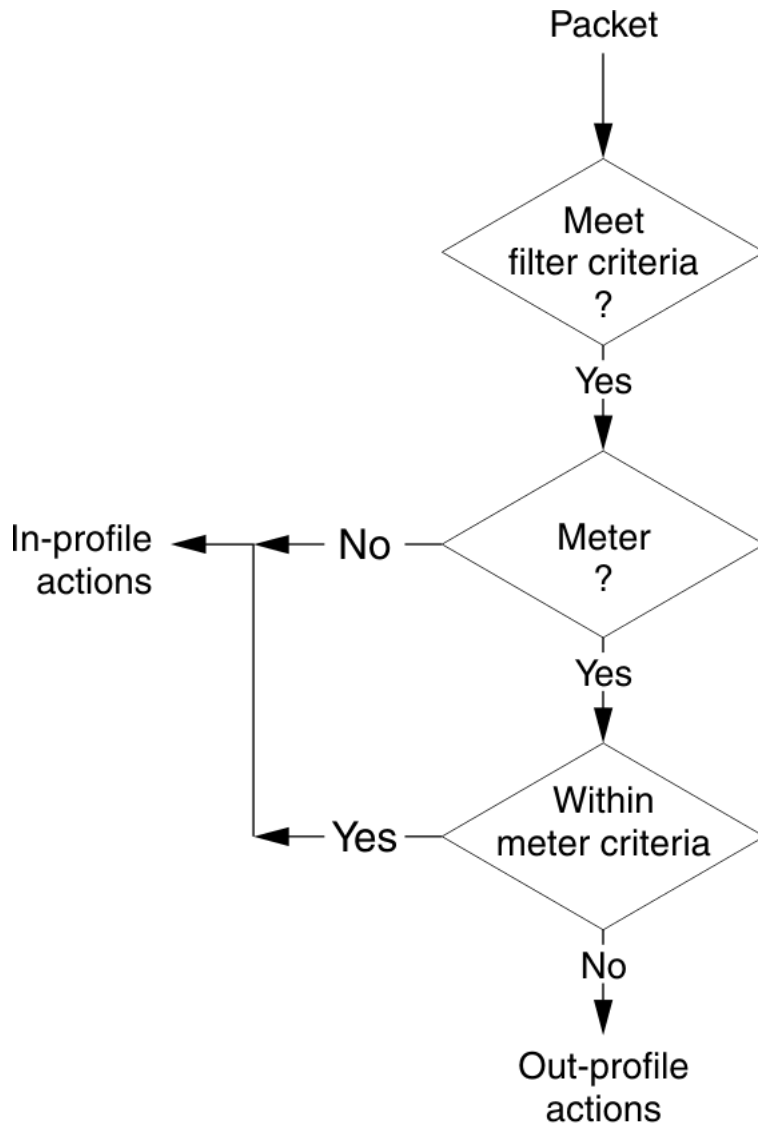 Packet
Meet
filter criteria
?
Yes
In-profile
actions
No
Meter
?
Yes
Yes
Within
meter criteria
No
Out-profile
actions